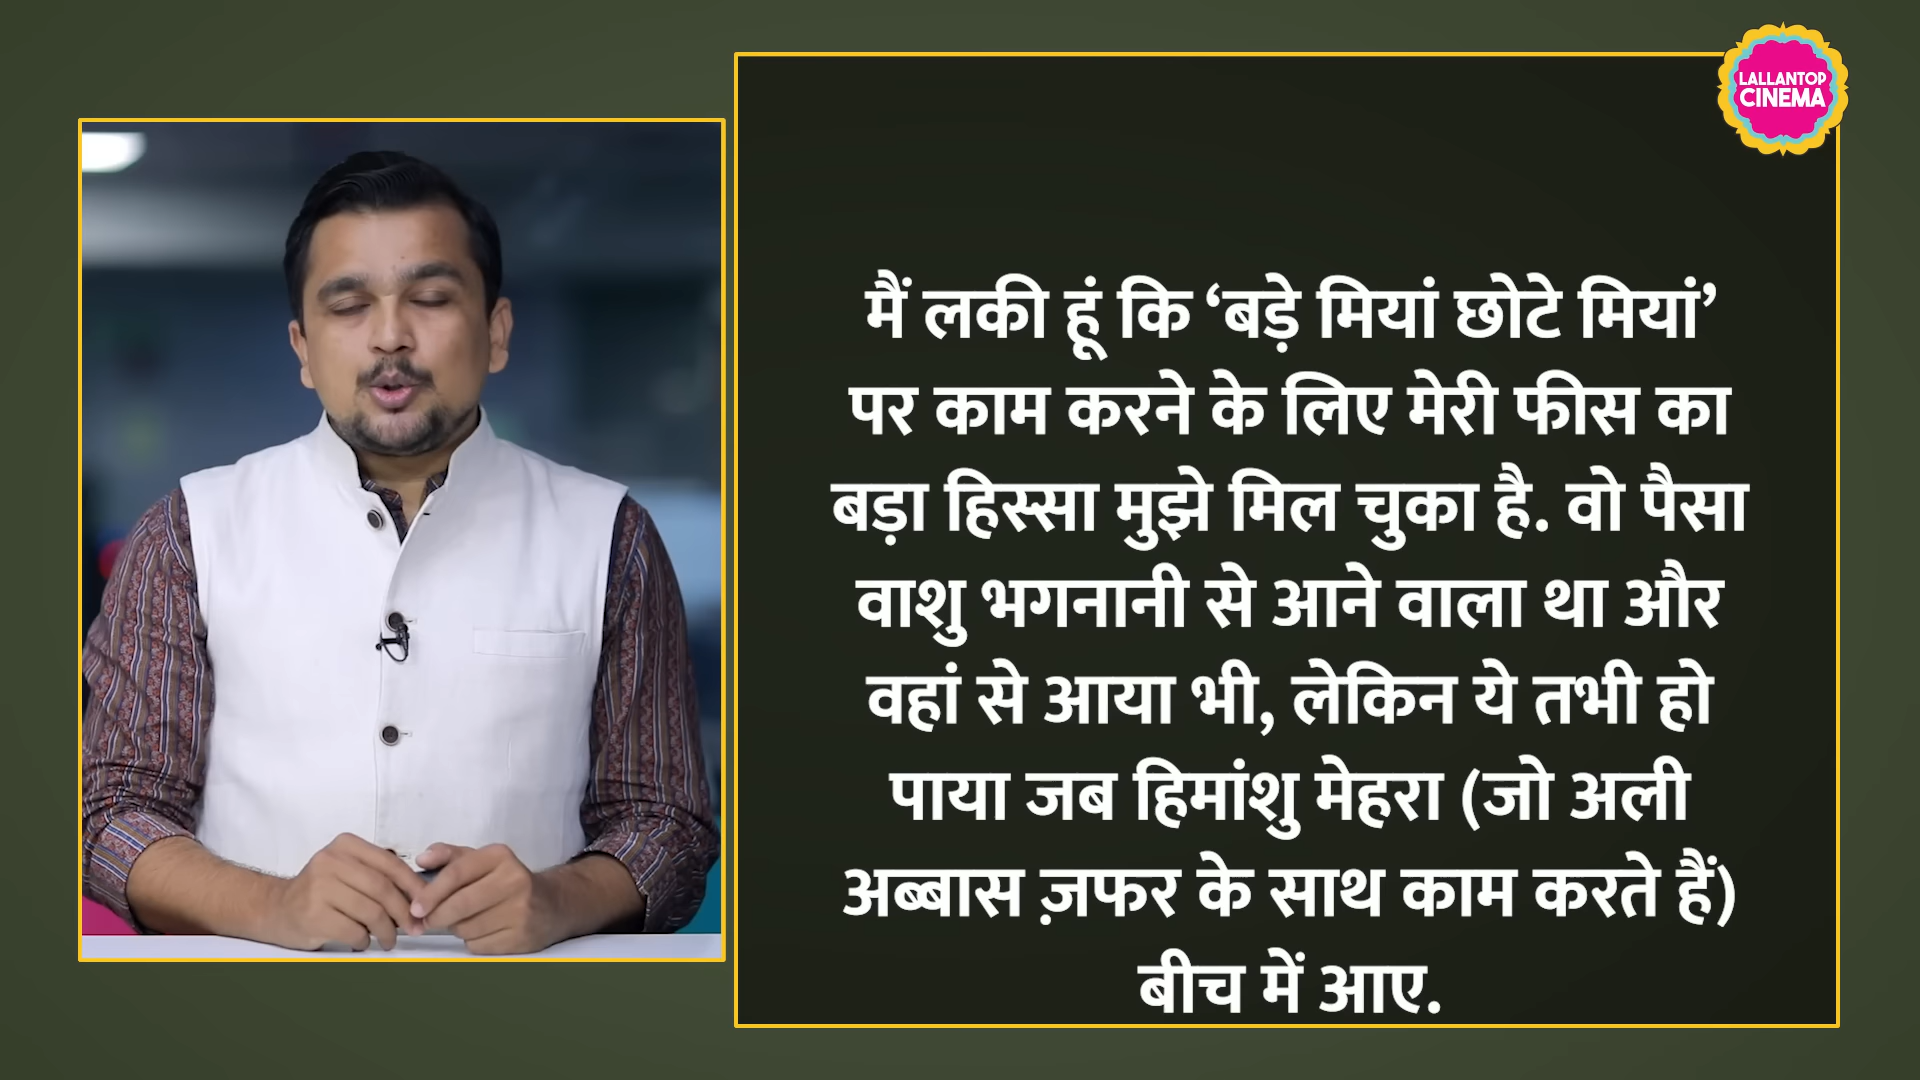 LALLANTOP
CINEMA
मैं लकी हूं कि ‘बड़े मियां छोटे मियां’
पर काम करने के लिए मेरी फीस का
बड़ा हिस्सा मुझे मिल चुका है. वो पैसा
वाशु भगनानी से आने वाला था और
वहां से आया भी, लेकिन ये तभी हो
पाया जब हिमांशु मेहरा (जो अली
अब्बास ज़फर के साथ काम करते हैं)
बीच में आए.